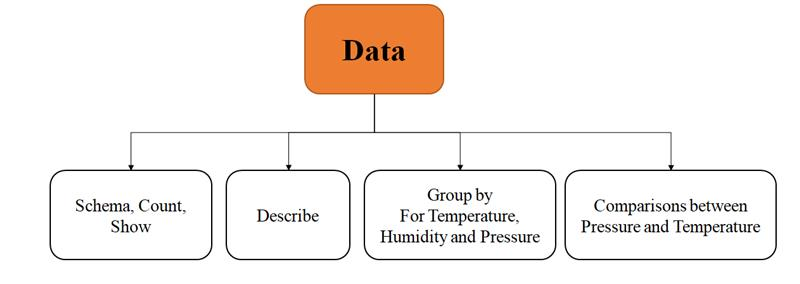 Data
Schema, Count,
Show
Describe
Group by
For Temperature,
Humidity and Pressure
Comparisons between
Pressure and Temperature